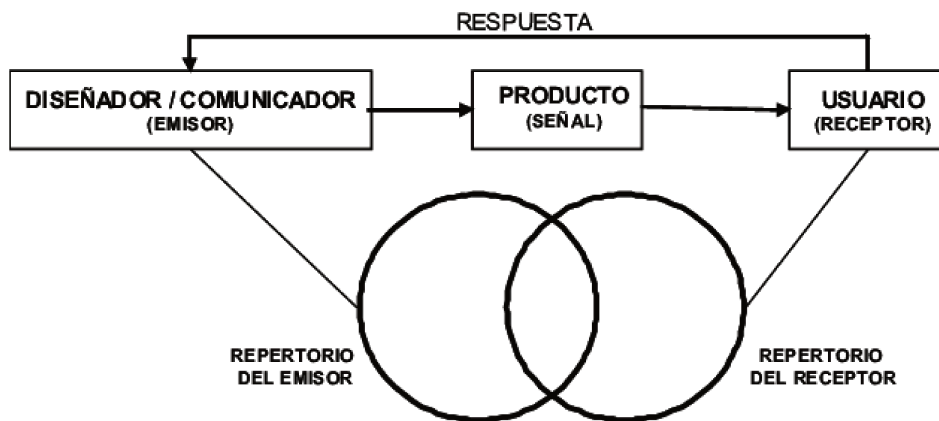 RESPUESTA
DISEÑADOR / COMUNICADOR
(EMISOR)
PRODUCTO
(SEÑAL)
USUARIO
(RECEPTOR)
REPERTORIO
DEL EMISOR
REPERTORIO
DEL RECEPTOR